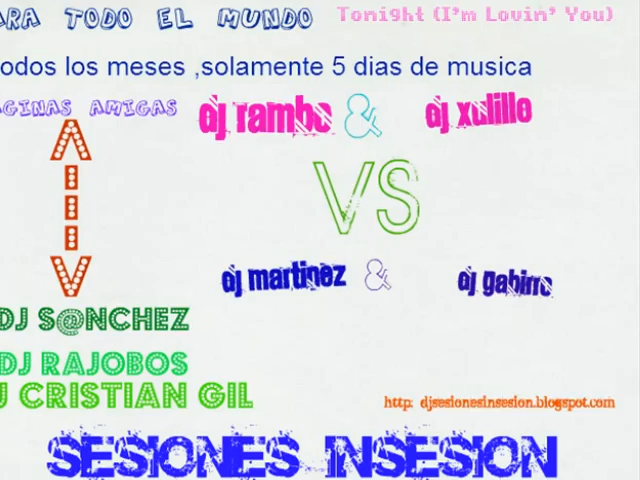 ARA TODO EL MUNDO Tonight (I'm Lovin' You)
odos los meses ,solamente 5 dias de musica
AGINAS AMIGAS DJ RAMBO & DJ XULILLO
VS
DJ MARTINEZ & DJ GABIRRO
DJ S@NCHEZ
DJ RAJOBOS
J CRISTIAN GIL
http: djsesionesinsesion.blogspot.com
SESIONES INSESION